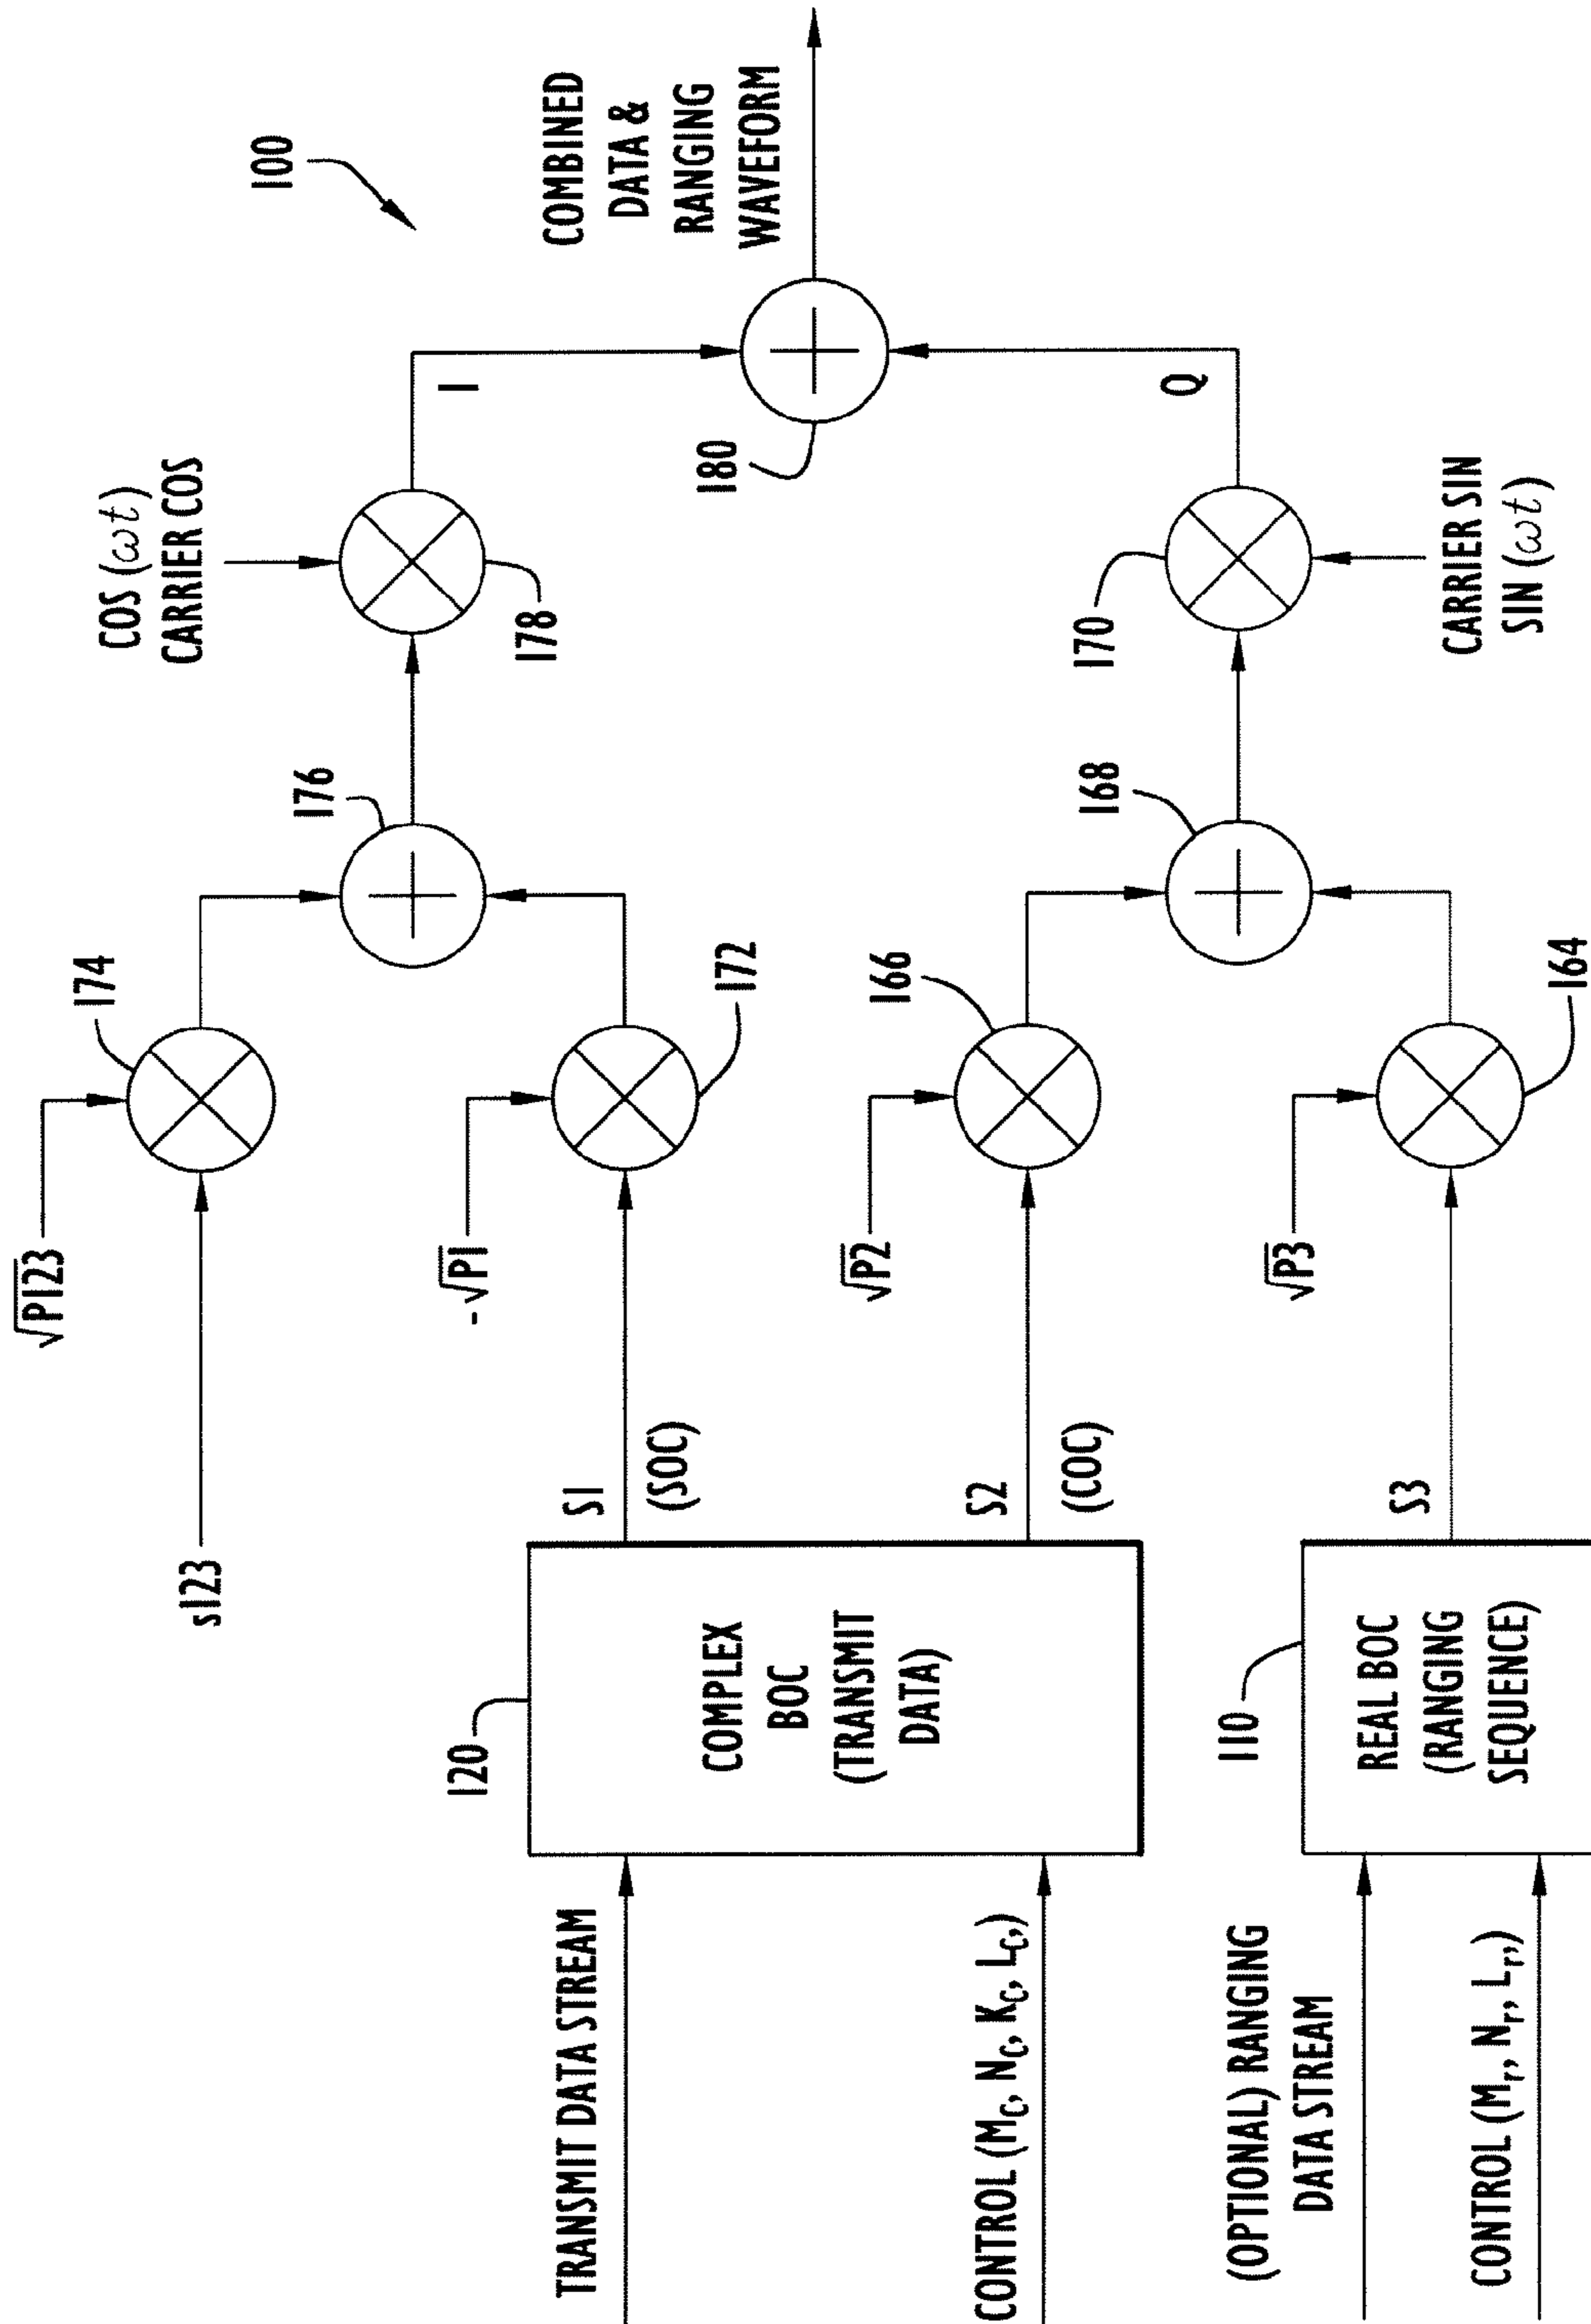 100
s123
√P123
174
176
COS (ωt)
CARRIER COS
178
I
COMBINED
DATA &
RANGING
WAVEFORM
180
TRANSMIT DATA STREAM
CONTROL (M_C, N_C, K_C, L_C,)
120
COMPLEX
BOC
(TRANSMIT
DATA)
S1
(SOC)
-√P1
172
S2
(COC)
√P2
166
168
170
Q
CARRIER SIN
SIN (ωt)
(OPTIONAL) RANGING
DATA STREAM
CONTROL (M_r, N_r, L_r,)
110
REAL BOC
(RANGING
SEQUENCE)
S3
√P3
164